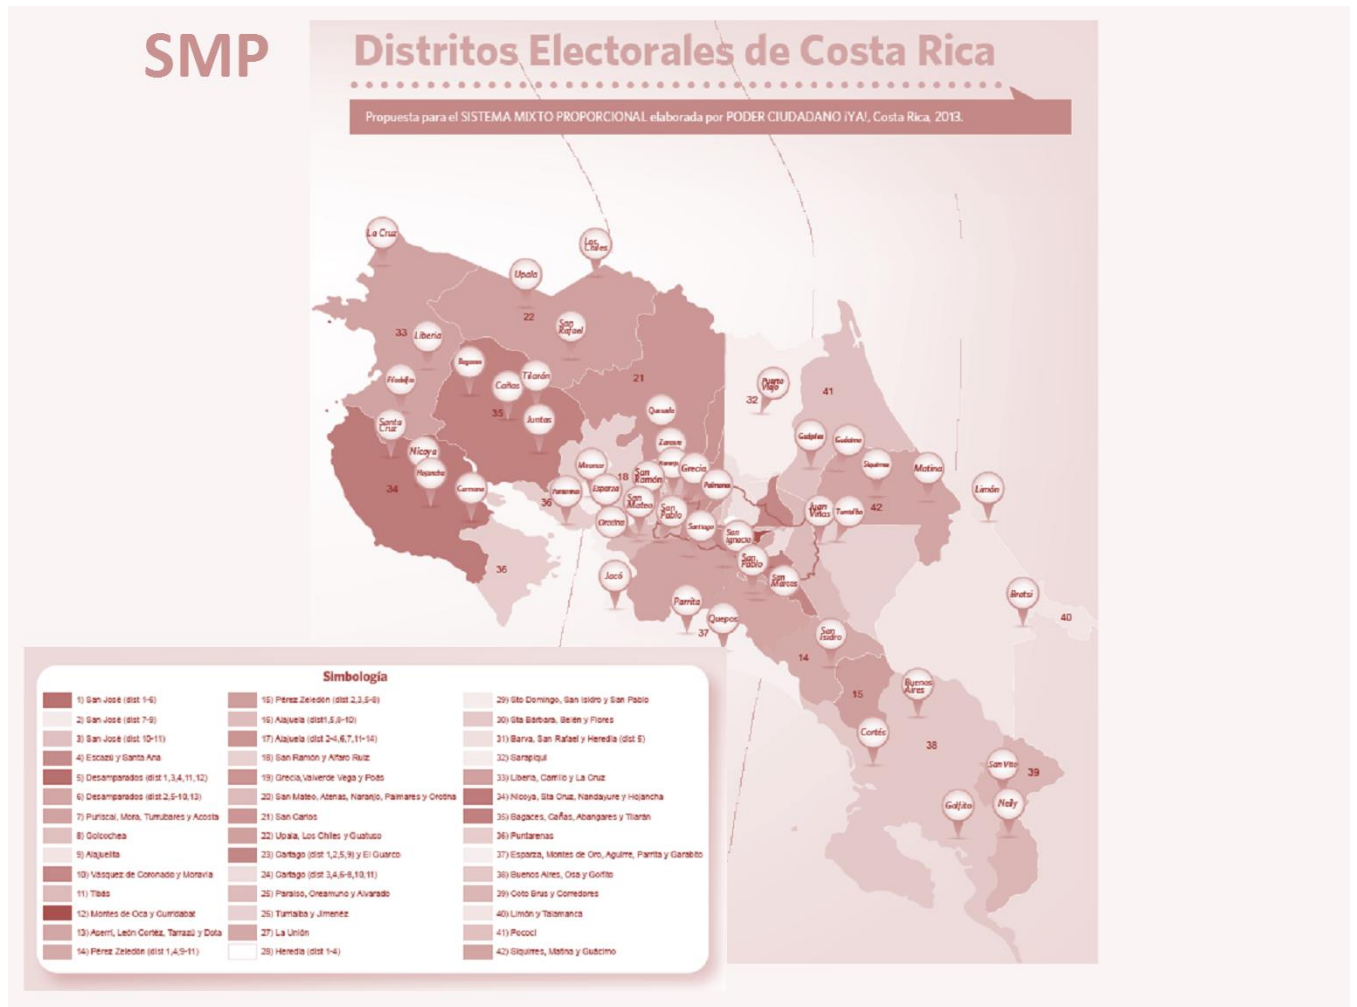 SMP
Distritos Electorales de Costa Rica
Propuesta para el SISTEMA MIXTO PROPORCIONAL elaborada por PODER CIUDADANO ¡YA!, Costa Rica, 2013.
La Cruz
Los Chiles
Upala
22
San Rafael
33
Liberia
Bagaces
Tilarán
Cañas
21
Filadelfia
35
Juntas
Quesada
Puerto Viejo
32
41
Santa Cruz
Zarcero
Guápiles
Guácimo
Nicoya
Hojancha
Miramar
18
San Ramón
Naranjo
Grecia
Palmares
Siquirres
Matina
34
Carmona
36
Puntarenas
Esparza
San Mateo
Limón
Orotina
San Pablo
Santiago
San Ignacio
Juan Viñas
Turrialba
42
Jacó
San Pablo
San Marcos
36
Parrita
Quepos
37
Bratsi
40
San Isidro
14
15
Buenos Aires
Cortés
38
San Vito
39
Golfito
Neily
Simbología
1) San José (dist 1-6)
2) San José (dist 7-9)
3) San José (dist 10-11)
4) Escazú y Santa Ana
5) Desamparados (dist 1,3,4,11,12)
6) Desamparados (dist.2,5-10,13)
7) Puriscal, Mora, Turrubares y Acosta
8) Goicochea
9) Alajuelita
10) Vásquez de Coronado y Moravia
11) Tibás
12) Montes de Oca y Curridabat
13) Aserrí, León Cortéz, Tarrazú y Dota
14) Pérez Zeledón (dist 1,4,9-11)
15) Pérez Zeledón (dist 2,3,5-8)
16) Alajuela (dist1,5,8-10)
17) Alajuela (dist 2-4,6,7,11-14)
18) San Ramón y Alfaro Ruiz
19) Grecia,Valverde Vega y Poás
20) San Mateo, Atenas, Naranjo, Palmares y Orotina
21) San Carlos
22) Upala, Los Chiles y Guatuso
23) Cartago (dist 1,2,5,9) y El Guarco
24) Cartago (dist 3,4,6-8,10,11)
25) Paraíso, Oreamuno y Alvarado
26) Turrialba y Jimenéz
27) La Unión
28) Heredia (dist 1-4)
29) Sto Domingo, San Isidro y San Pablo
30) Sta Bárbara, Belén y Flores
31) Barva, San Rafael y Heredia (dist 5)
32) Sarapiquí
33) Liberia, Carrillo y La Cruz
34) Nicoya, Sta Cruz, Nandayure y Hojancha
35) Bagaces, Cañas, Abangares y Tilarán
36) Puntarenas
37) Esparza, Montes de Oro, Aguirre, Parrita y Garabito
38) Buenos Aires, Osa y Golfito
39) Coto Brus y Corredores
40) Limón y Talamanca
41) Pococí
42) Siquirres, Matina y Guácimo